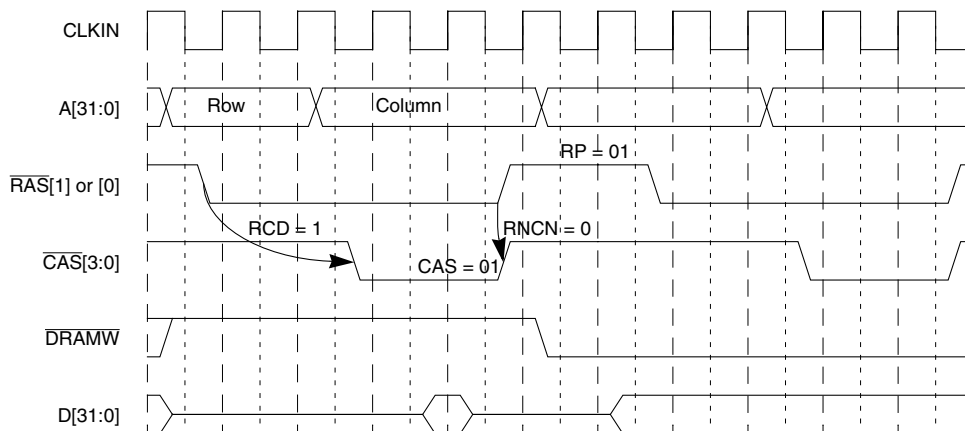 CLKIN
A[31:0] Row Column
RP = 01
RAS[1] or [0]
RCD = 1 RNCN = 0
CAS[3:0] CAS = 01
DRAMW
D[31:0]